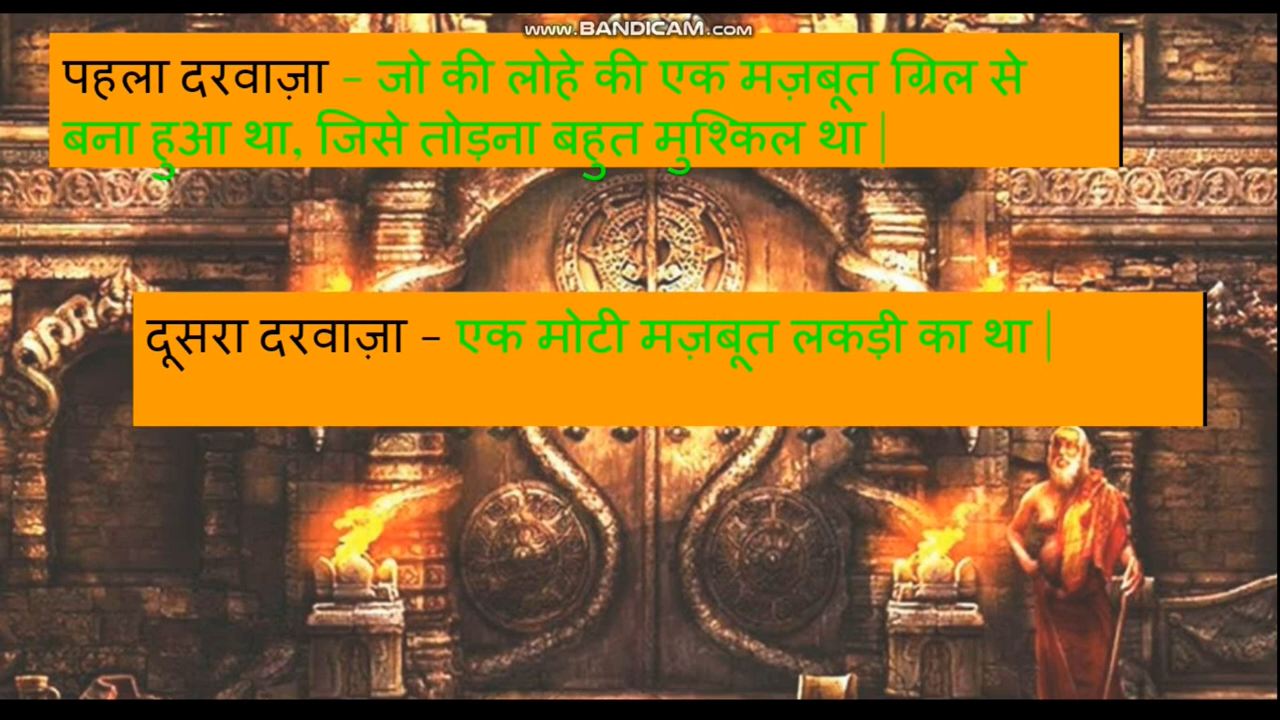 www.BANDICAM.com
पहला दरवाज़ा – जो की लोहे की एक मज़बूत ग्रिल से
बना हुआ था, जिसे तोड़ना बहुत मुश्किल था |
दूसरा दरवाज़ा – एक मोटी मज़बूत लकड़ी का था |